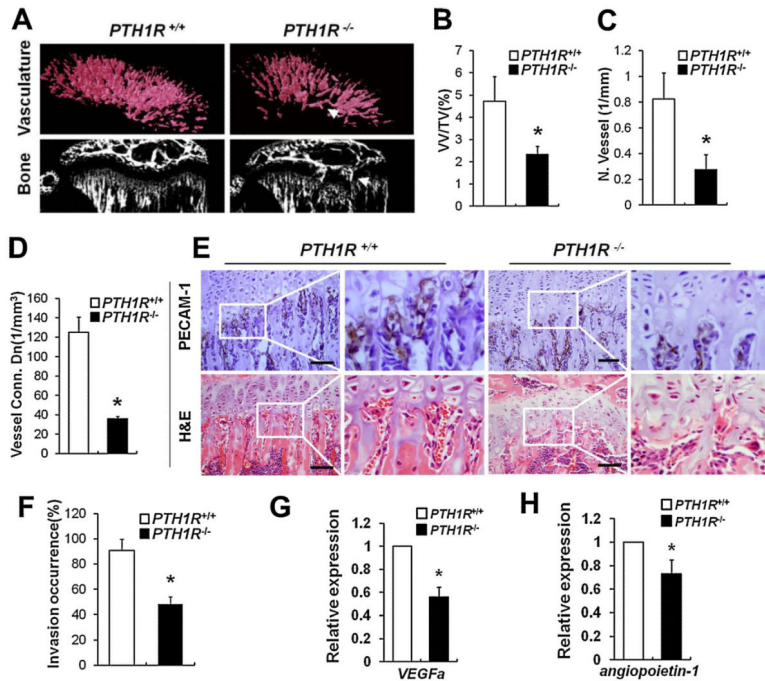 A
PTH1R +/+
PTH1R -/-
Vasculature
Bone
B
PTH1R+/+
PTH1R-/-
VV/TV(%)
7
6
5
4
3
2
1
0
*
C
PTH1R+/+
PTH1R-/-
N. Vessel (1/mm)
1.2
1
0.8
0.6
0.4
0.2
0
*
D
PTH1R+/+
PTH1R-/-
Vessel Conn. Dn(1/mm³)
160
140
120
100
80
60
40
20
0
*
E
PTH1R +/+
PTH1R -/-
PECAM-1
H&E
F
PTH1R+/+
PTH1R-/-
Invasion occurrence(%)
120
100
80
60
40
20
0
*
G
PTH1R+/+
PTH1R-/-
Relative expression
1.2
1
0.8
0.6
0.4
0.2
0
*
VEGFa
H
PTH1R+/+
PTH1R-/-
Relative expression
1.2
1
0.8
0.6
0.4
0.2
0
*
angiopoietin-1